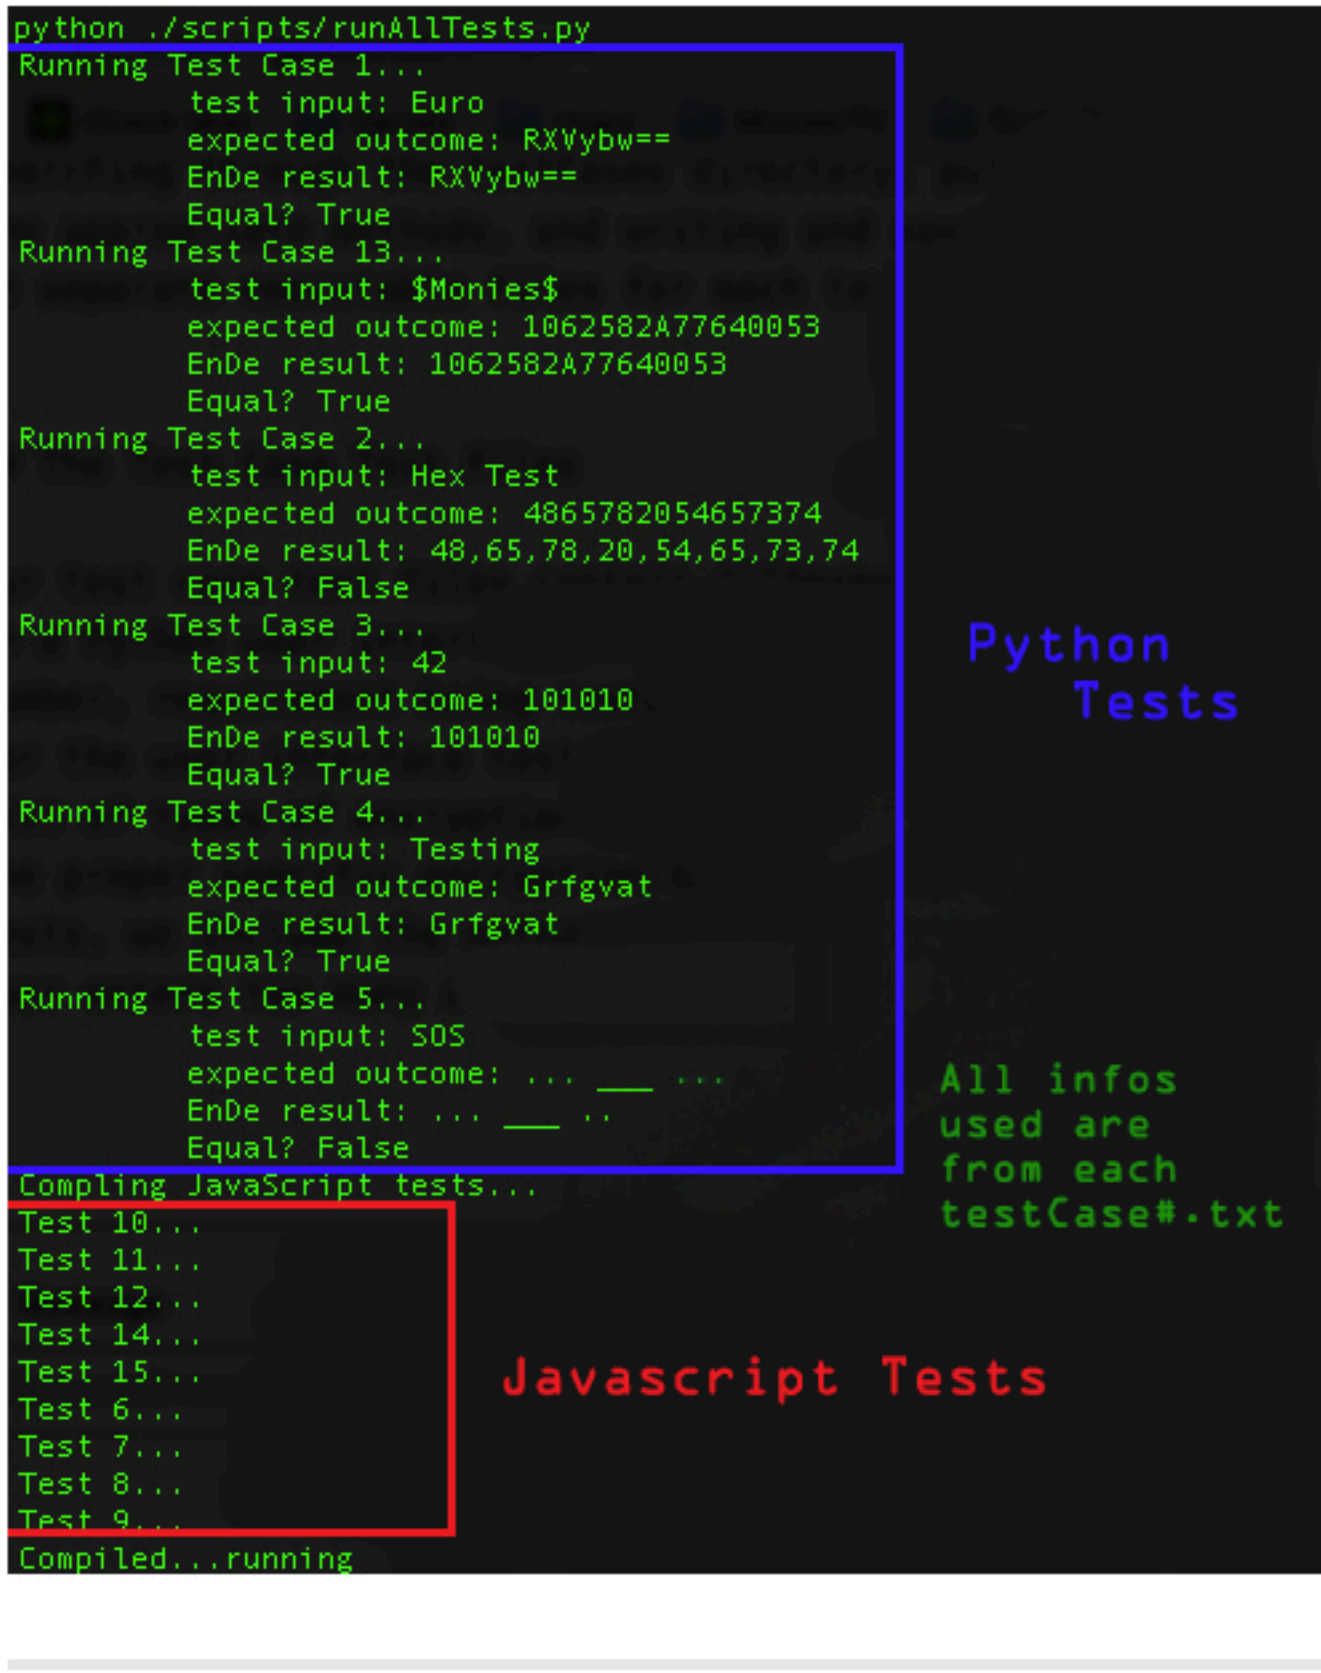 python ./scripts/runAllTests.py
Running Test Case 1...
test input: Euro
expected outcome: RXVybw==
EnDe result: RXVybw==
Equal? True
Running Test Case 13...
test input: $Monies$
expected outcome: 1062582A77640053
EnDe result: 1062582A77640053
Equal? True
Running Test Case 2...
test input: Hex Test
expected outcome: 4865782054657374
EnDe result: 48,65,78,20,54,65,73,74
Equal? False
Running Test Case 3...
test input: 42
expected outcome: 101010
EnDe result: 101010
Equal? True
Running Test Case 4...
test input: Testing
expected outcome: Grfgvat
EnDe result: Grfgvat
Equal? True
Running Test Case 5...
test input: SOS
expected outcome: ... ___ ...
EnDe result: ... ___ ..
Equal? False
Compling JavaScript tests...
Test 10...
Test 11...
Test 12...
Test 14...
Test 15...
Test 6...
Test 7...
Test 8...
Test 9...
Compiled...running
Python
Tests
All infos
used are
from each
testCase#.txt
Javascript Tests